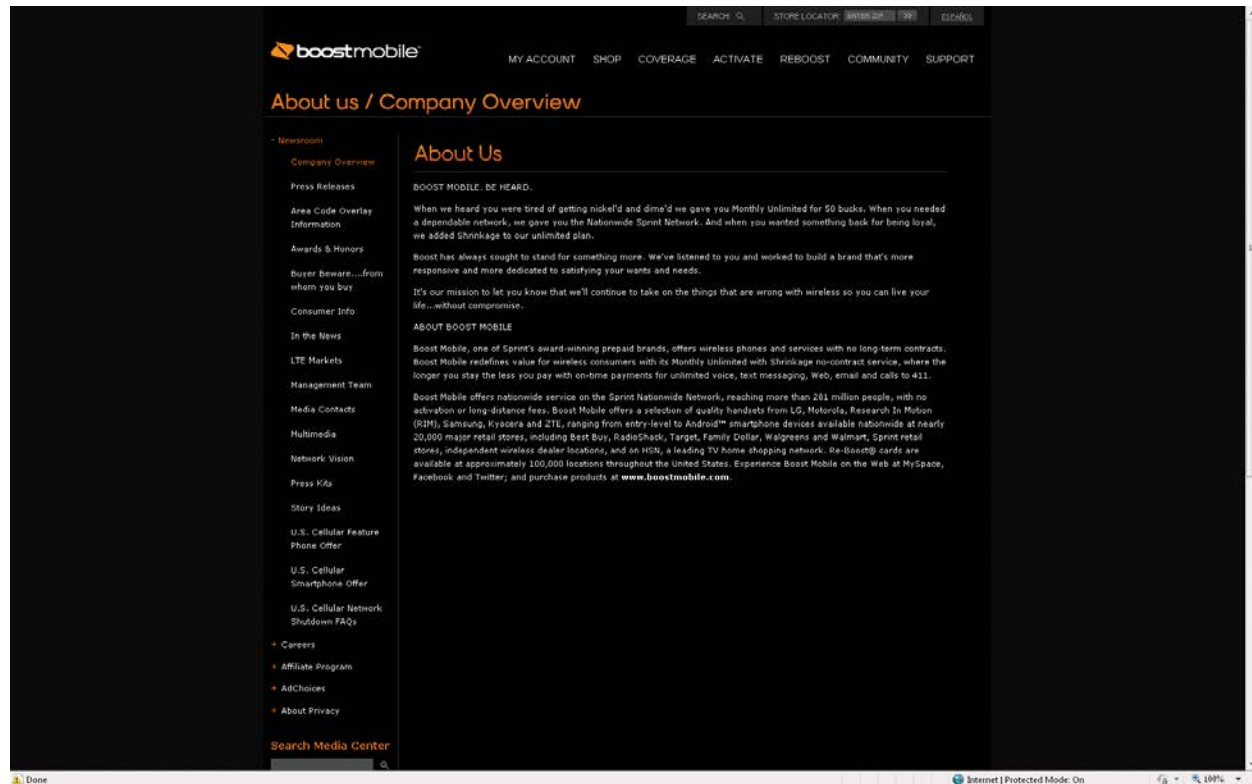 SEARCH
STORE LOCATOR ENTER ZIP >> ESPAÑOL
boostmobile
MY ACCOUNT SHOP COVERAGE ACTIVATE REBOOST COMMUNITY SUPPORT
About us / Company Overview
- Newsroom
Company Overview
Press Releases
Area Code Overlay
Information
Awards & Honors
Buyer Beware....from
whom you buy
Consumer Info
In the News
LTE Markets
Management Team
Media Contacts
Multimedia
Network Vision
Press Kits
Story Ideas
U.S. Cellular Feature
Phone Offer
U.S. Cellular
Smartphone Offer
U.S. Cellular Network
Shutdown FAQs
+ Careers
+ Affiliate Program
+ AdChoices
+ About Privacy
Search Media Center
About Us
BOOST MOBILE. BE HEARD.
When we heard you were tired of getting nickel'd and dime'd we gave you Monthly Unlimited for 50 bucks. When you needed
a dependable network, we gave you the Nationwide Sprint Network. And when you wanted something back for being loyal,
we added Shrinkage to our unlimited plan.
Boost has always sought to stand for something more. We've listened to you and worked to build a brand that's more
responsive and more dedicated to satisfying your wants and needs.
It's our mission to let you know that we'll continue to take on the things that are wrong with wireless so you can live your
life...without compromise.
ABOUT BOOST MOBILE
Boost Mobile, one of Sprint's award-winning prepaid brands, offers wireless phones and services with no long-term contracts.
Boost Mobile redefines value for wireless consumers with its Monthly Unlimited with Shrinkage no-contract service, where the
longer you stay the less you pay with on-time payments for unlimited voice, text messaging, Web, email and calls to 411.
Boost Mobile offers nationwide service on the Sprint Nationwide Network, reaching more than 281 million people, with no
activation or long-distance fees. Boost Mobile offers a selection of quality handsets from LG, Motorola, Research In Motion
(RIM), Samsung, Kyocera and ZTE, ranging from entry-level to Android™ smartphone devices available nationwide at nearly
20,000 major retail stores, including Best Buy, RadioShack, Target, Family Dollar, Walgreens and Walmart, Sprint retail
stores, independent wireless dealer locations, and on HSN, a leading TV home shopping network. Re-Boost® cards are
available at approximately 100,000 locations throughout the United States. Experience Boost Mobile on the Web at MySpace,
Facebook and Twitter; and purchase products at www.boostmobile.com.
Done
Internet | Protected Mode: On
100%